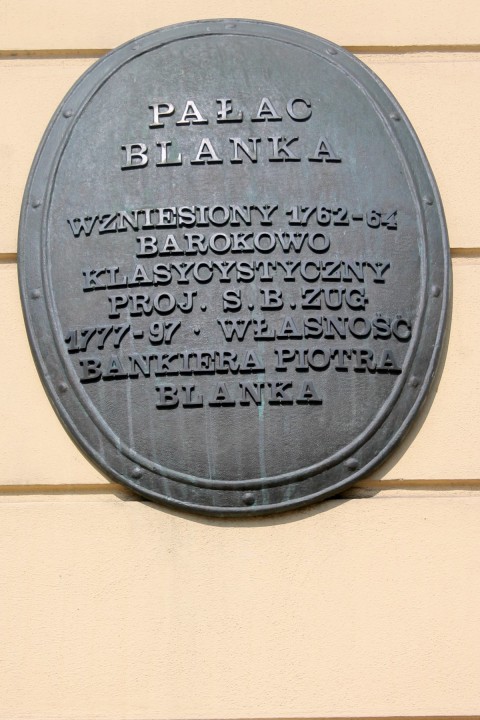 PAŁAC
BLANKA
WZNIESIONY 1762-64
BAROKOWO
KLASYCYSTYCZNY
PROJ. S.B.ZUG
1777-97 · WŁASNOŚĆ
BANKIERA PIOTRA
BLANKA